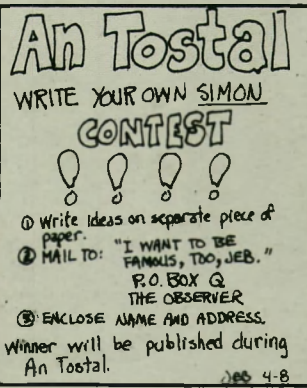 An Tostal
WRITE YOUR OWN SIMON
CONTEST
! ! ! !
① Write Ideas on separate piece of
paper.
② MAIL TO: "I WANT TO BE
FAMOUS, TOO, JEB."
P.O. BOX Q
THE OBSERVER
③ ENCLOSE NAME AND ADDRESS.
Winner will be published during
An Tostal.
JEB 4-8